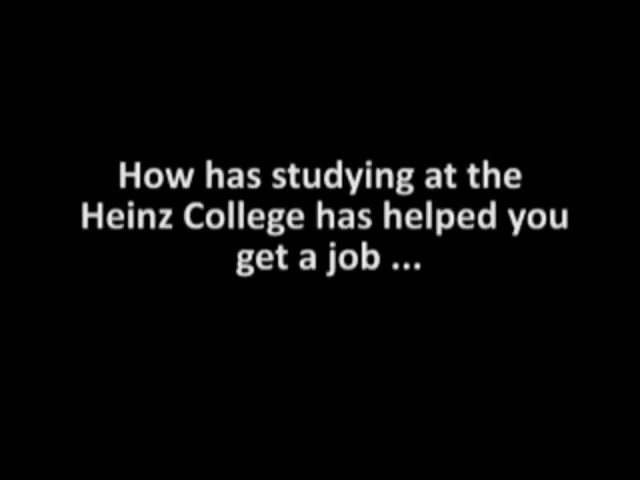 How has studying at the
Heinz College has helped you
get a job ...